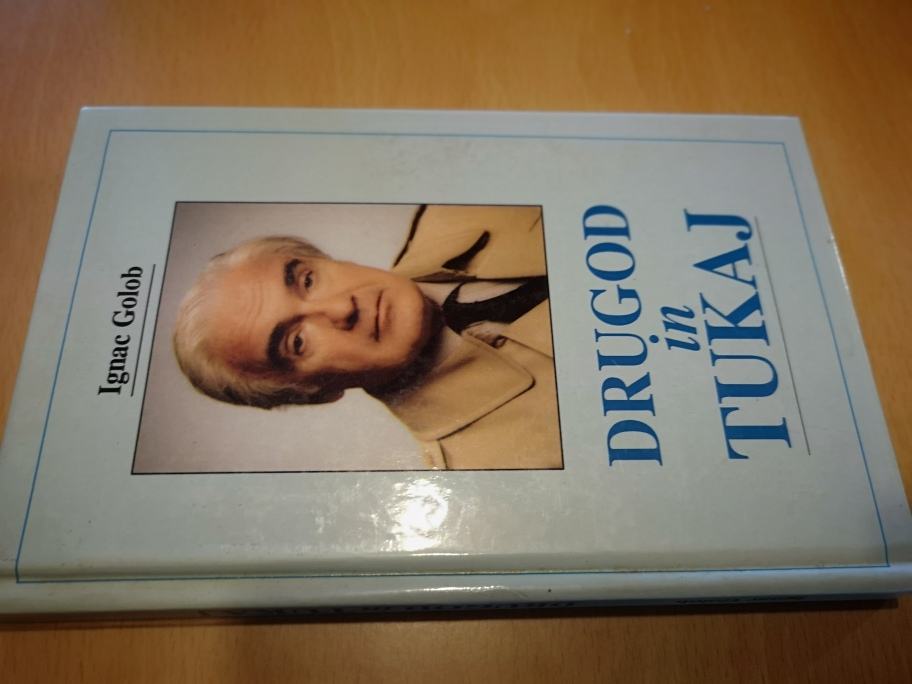 Ignac Golob
DRUGOD
in
TUKAJ